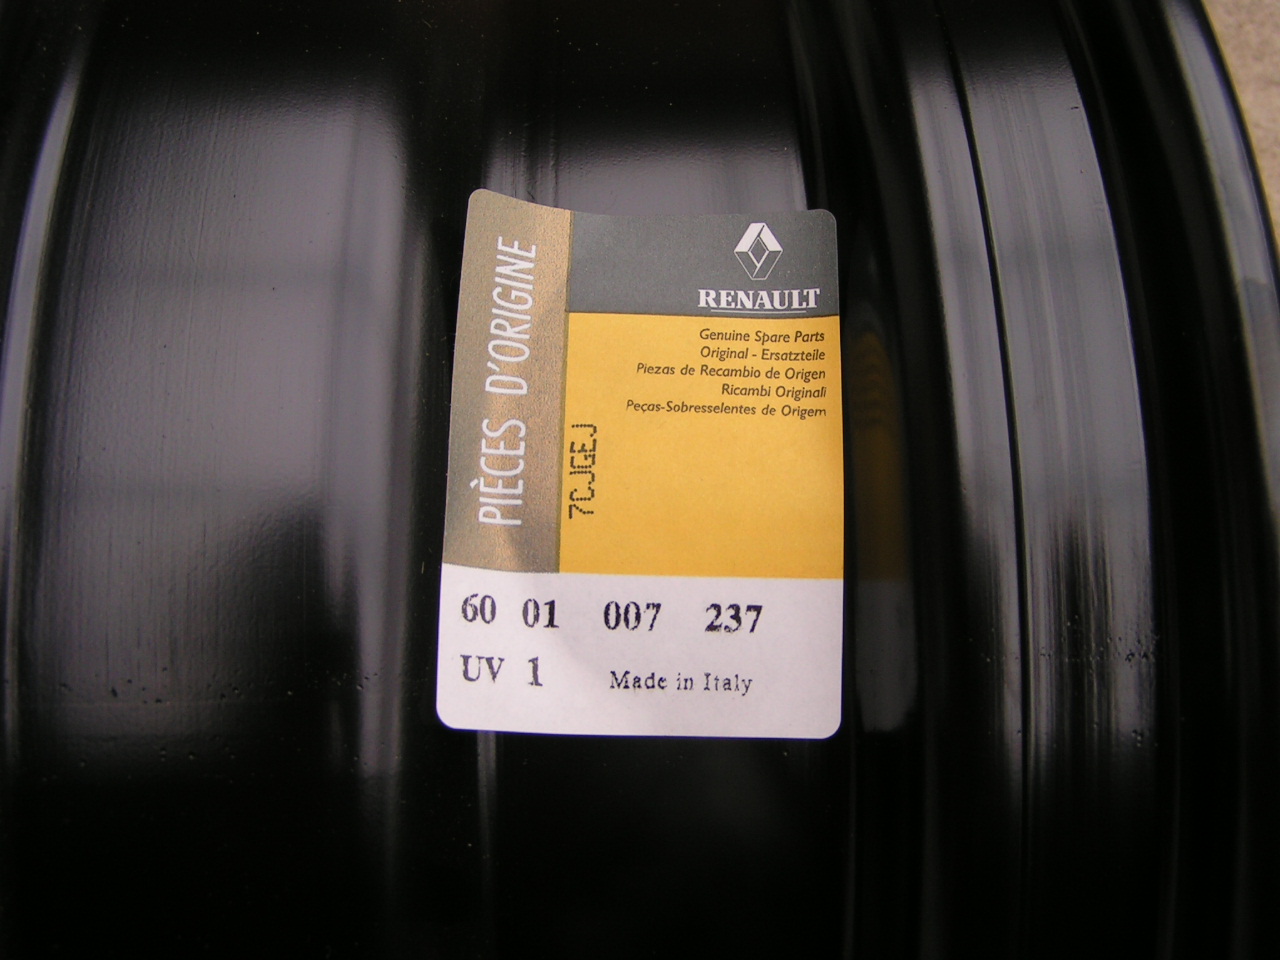 PIÈCES D'ORIGINE
RENAULT
Genuine Spare Parts
Original - Ersatzteile
Piezas de Recambio de Origen
Ricambi Originali
Peças-Sobresselentes de Origem
7CJGEJ
60 01 007 237
UV 1 Made in Italy